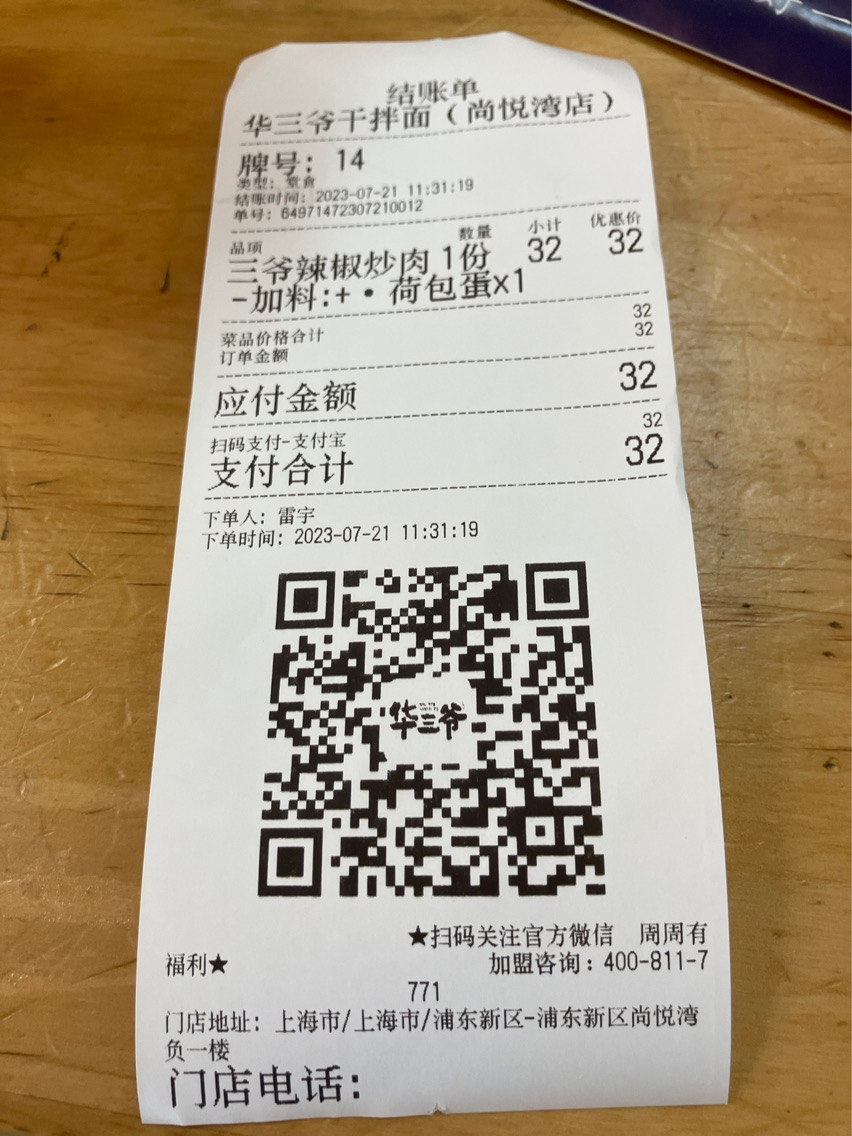 结账单
华三爷干拌面（尚悦湾店）
牌号： 14
类型： 堂食
结账时间： 2023-07-21 11:31:19
单号： 64971472307210012
品项 数量 小计 优惠价
三爷辣椒炒肉 1份 32 32
-加料:+·荷包蛋x1
菜品价格合计 32
订单金额 32
应付金额 32
扫码支付-支付宝 32
支付合计 32
下单人： 雷宇
下单时间： 2023-07-21 11:31:19
华三爷
★扫码关注官方微信 周周有
福利★ 加盟咨询：400-811-7
771
门店地址： 上海市/上海市/浦东新区-浦东新区尚悦湾
负一楼
门店电话: